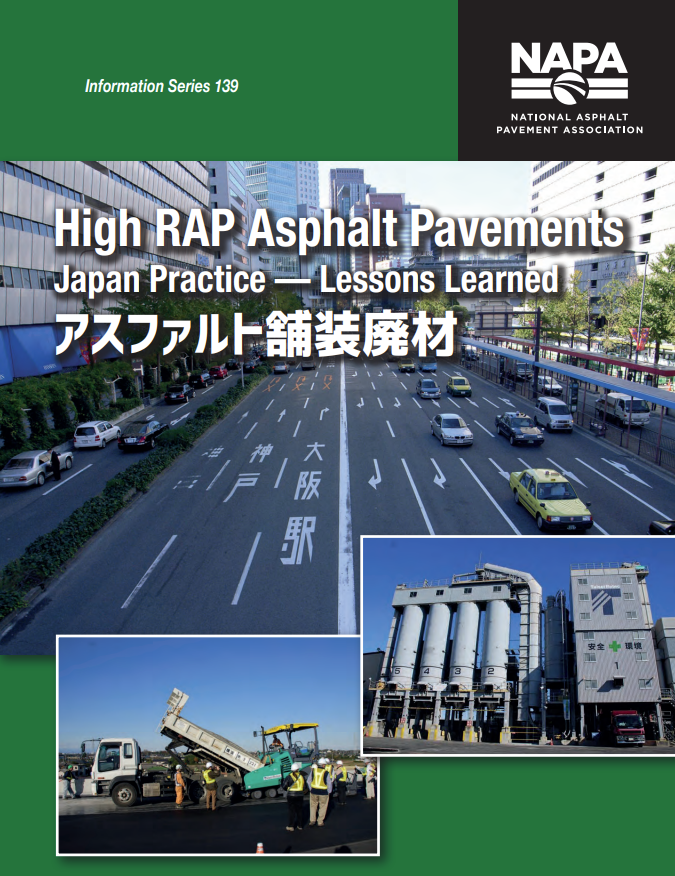 Information Series 139
NAPA
NATIONAL ASPHALT
PAVEMENT ASSOCIATION
High RAP Asphalt Pavements
Japan Practice — Lessons Learned
アスファルト舗装廃材
大阪駅
神戸
5 4 3 2
安全 環境
1